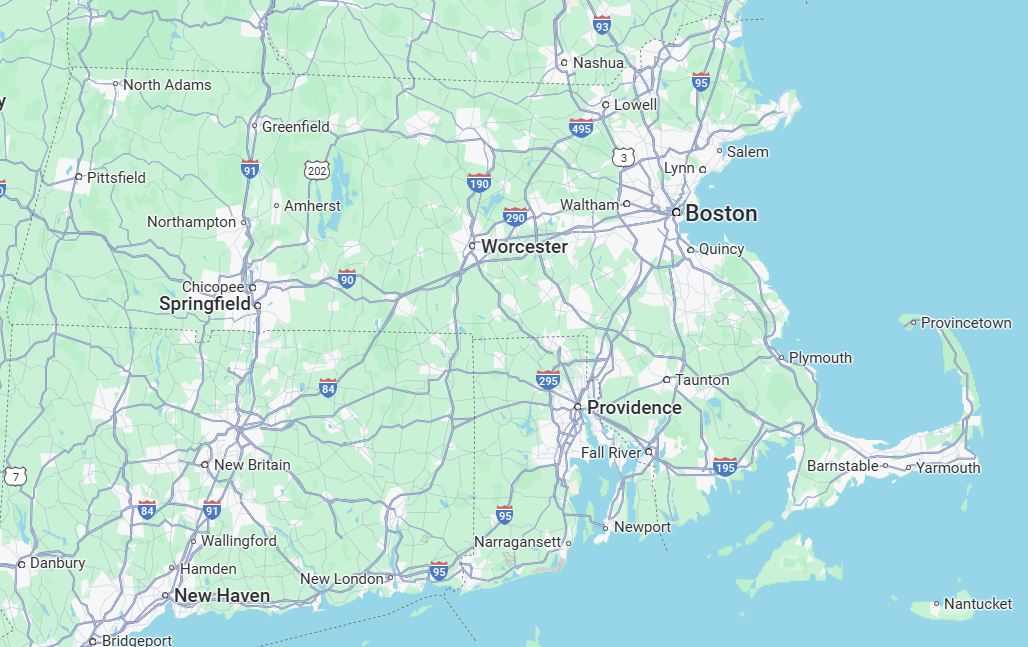 93
Nashua
95
North Adams
y
Lowell
Greenfield
495
3
Salem
Lynn
91
202
Pittsfield
190
Amherst
Waltham
Boston
290
Northampton
Worcester
Quincy
90
Chicopee
Springfield
Provincetown
Plymouth
84
295
Taunton
Providence
Fall River
New Britain
195
Barnstable
Yarmouth
7
84
91
95
Newport
Wallingford
Narragansett
Danbury
Hamden
95
New London
New Haven
Nantucket
Bridgeport